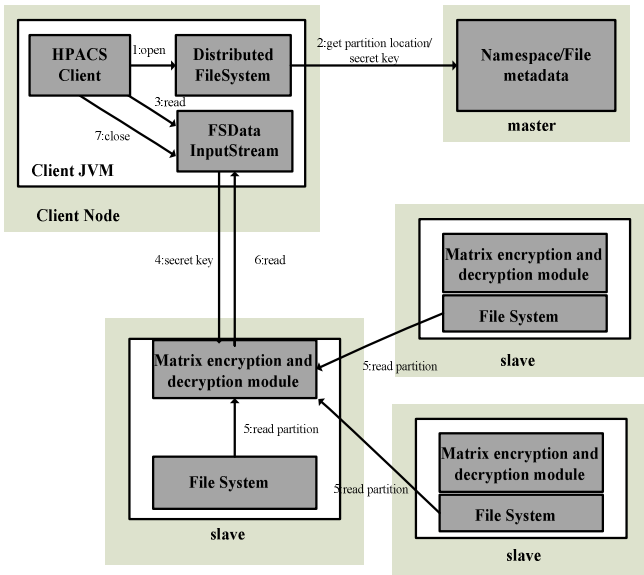 HPACS
Client
1:open
Distributed
FileSystem
2:get partition location/
secret key
Namespace/File
metadata
master
3:read
7:close
FSData
InputStream
Client JVM
Client Node
4:secret key
6:read
Matrix encryption and
decryption module
File System
slave
5:read partition
Matrix encryption and
decryption module
5:read partition
File System
slave
5:read partition
Matrix encryption and
decryption module
File System
slave